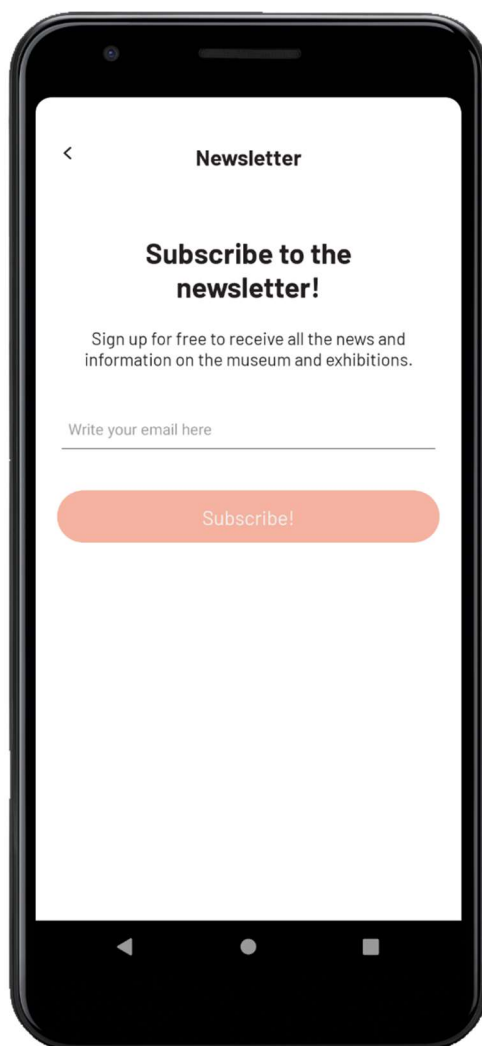 Newsletter
Subscribe to the
newsletter!
Sign up for free to receive all the news and
information on the museum and exhibitions.
Write your email here
Subscribe!